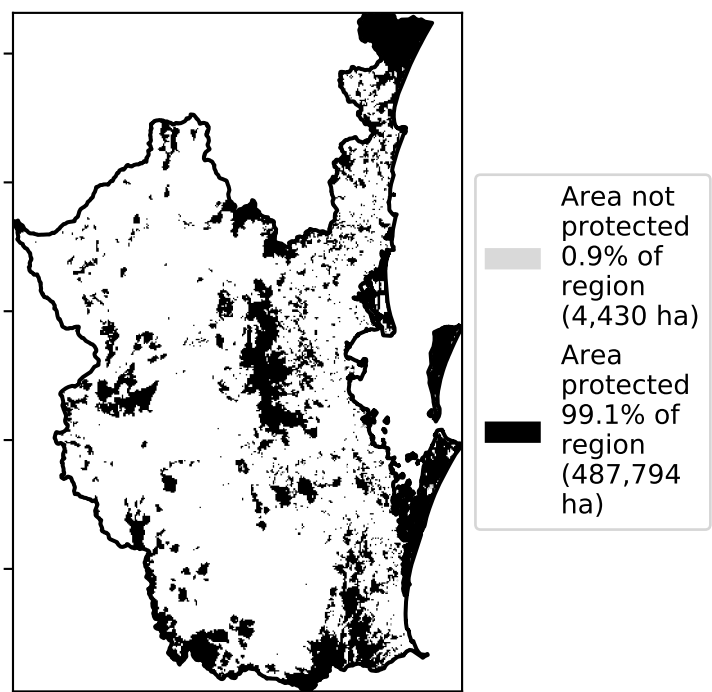 Area not
protected
0.9% of
region
(4,430 ha)
Area
protected
99.1% of
region
(487,794
ha)